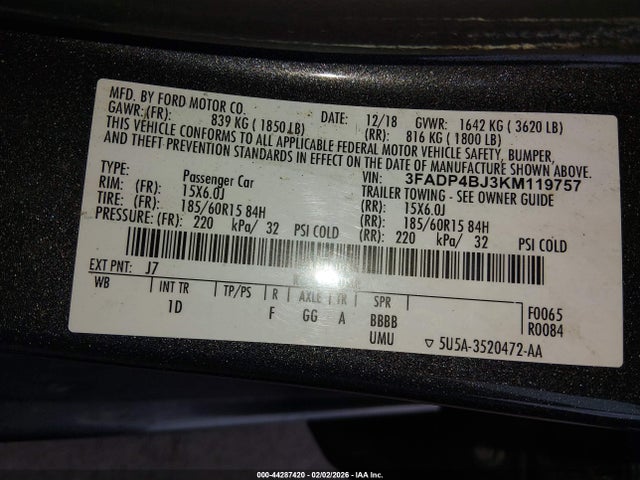 MFD. BY FORD MOTOR CO.
DATE: 12/18 GVWR: 1642 KG ( 3620 LB)
GAWR: (FR): 839 KG ( 1850 LB) (RR): 816 KG ( 1800 LB)
THIS VEHICLE CONFORMS TO ALL APPLICABLE FEDERAL MOTOR VEHICLE SAFETY, BUMPER,
AND THEFT PREVENTION STANDARDS IN EFFECT ON THE DATE OF MANUFACTURE SHOWN ABOVE.
VIN: 3FADP4BJ3KM119757
TYPE: Passenger Car TRAILER TOWING - SEE OWNER GUIDE
RIM: (FR): 15X6.0J (RR): 15X6.0J
TIRE: (FR): 185/60R15 84H (RR): 185/60R15 84H
PRESSURE: (FR): 220 kPa/ 32 PSI COLD (RR): 220 kPa/ 32 PSI COLD
EXT PNT: J7
WB INT TR TP/PS R AXLE TR SPR F0065
1D F GG A BBBB R0084
UMU 5U5A-3520472-AA
000-44287420 - 02/02/2026 - IAA Inc.